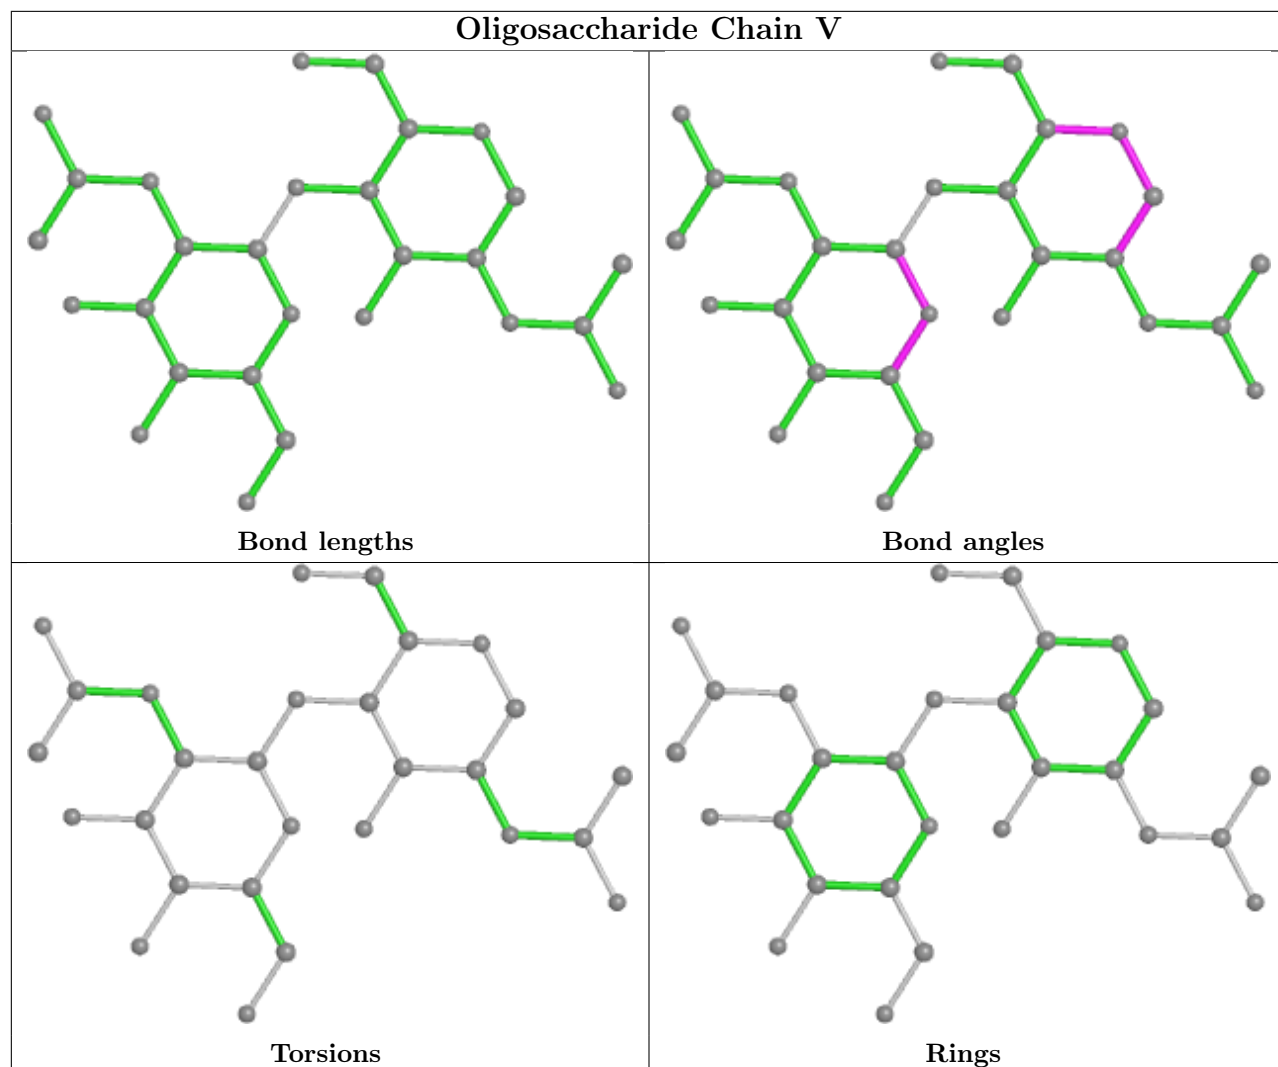 Oligosaccharide Chain V
Bond lengths
Bond angles
Torsions
Rings